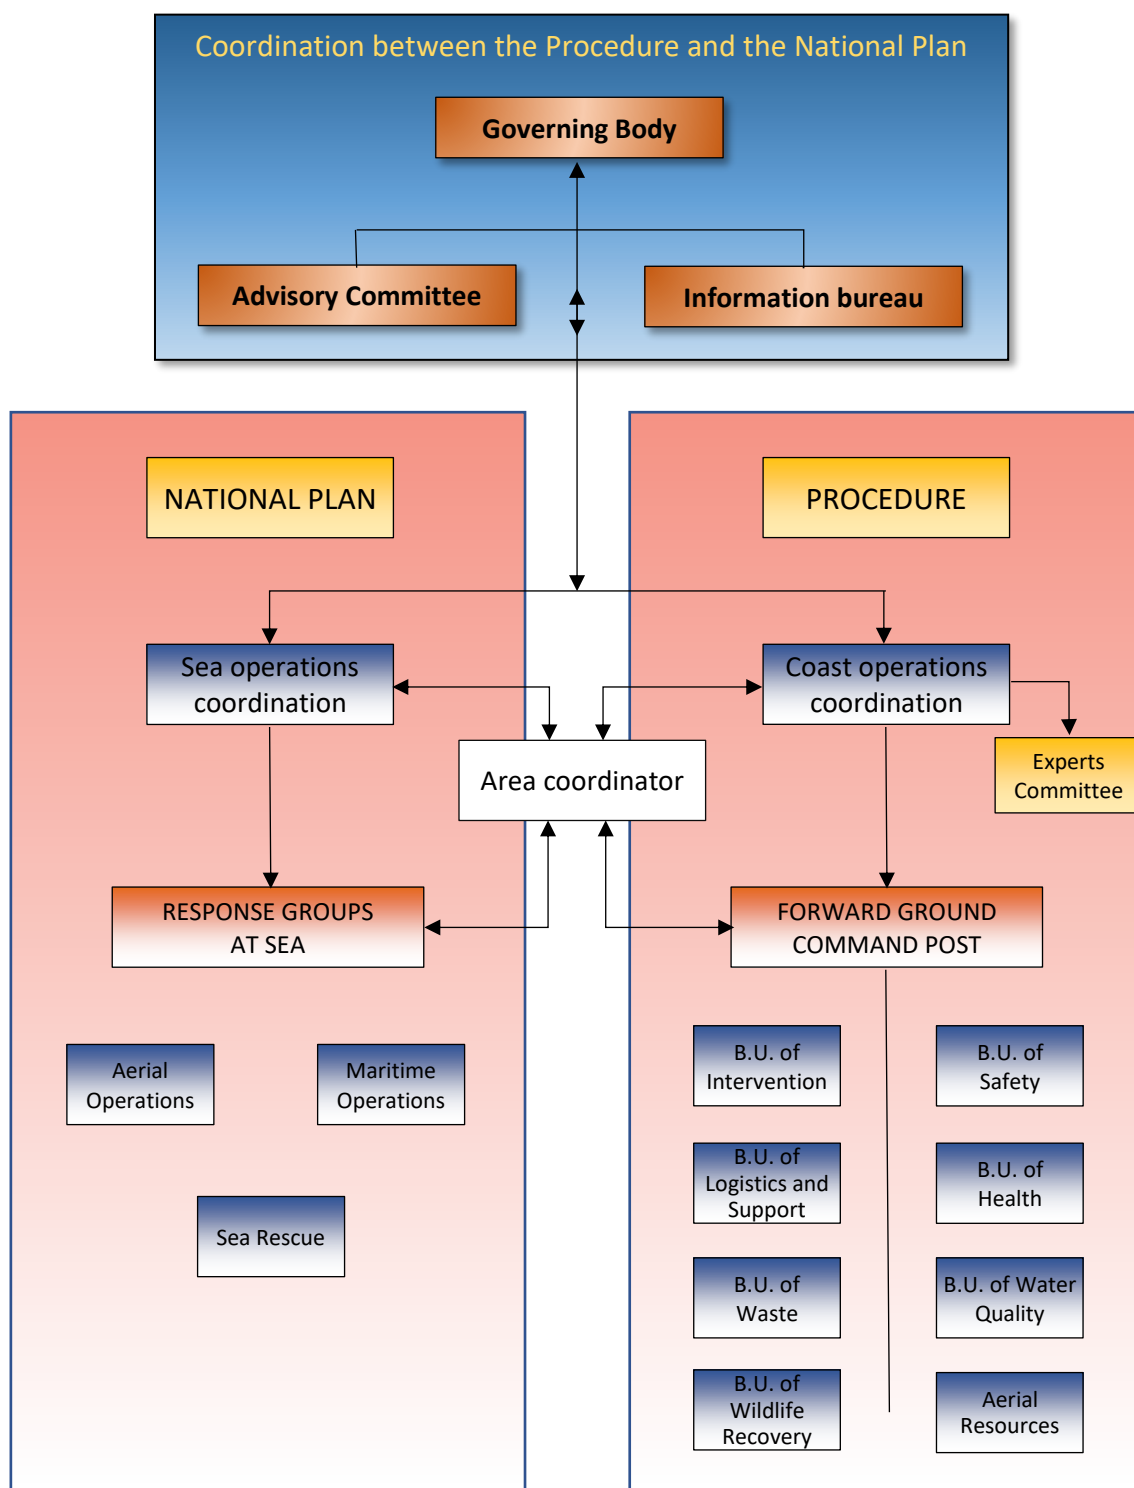 Coordination between the Procedure and the National Plan
Governing Body
Advisory Committee
Information bureau
NATIONAL PLAN
PROCEDURE
Sea operations
coordination
Coast operations
coordination
Area coordinator
Experts
Committee
RESPONSE GROUPS
AT SEA
FORWARD GROUND
COMMAND POST
Aerial
Operations
Maritime
Operations
Sea Rescue
B.U. of
Intervention
B.U. of
Safety
B.U. of
Logistics and
Support
B.U. of
Health
B.U. of
Waste
B.U. of Water
Quality
B.U. of
Wildlife
Recovery
Aerial
Resources